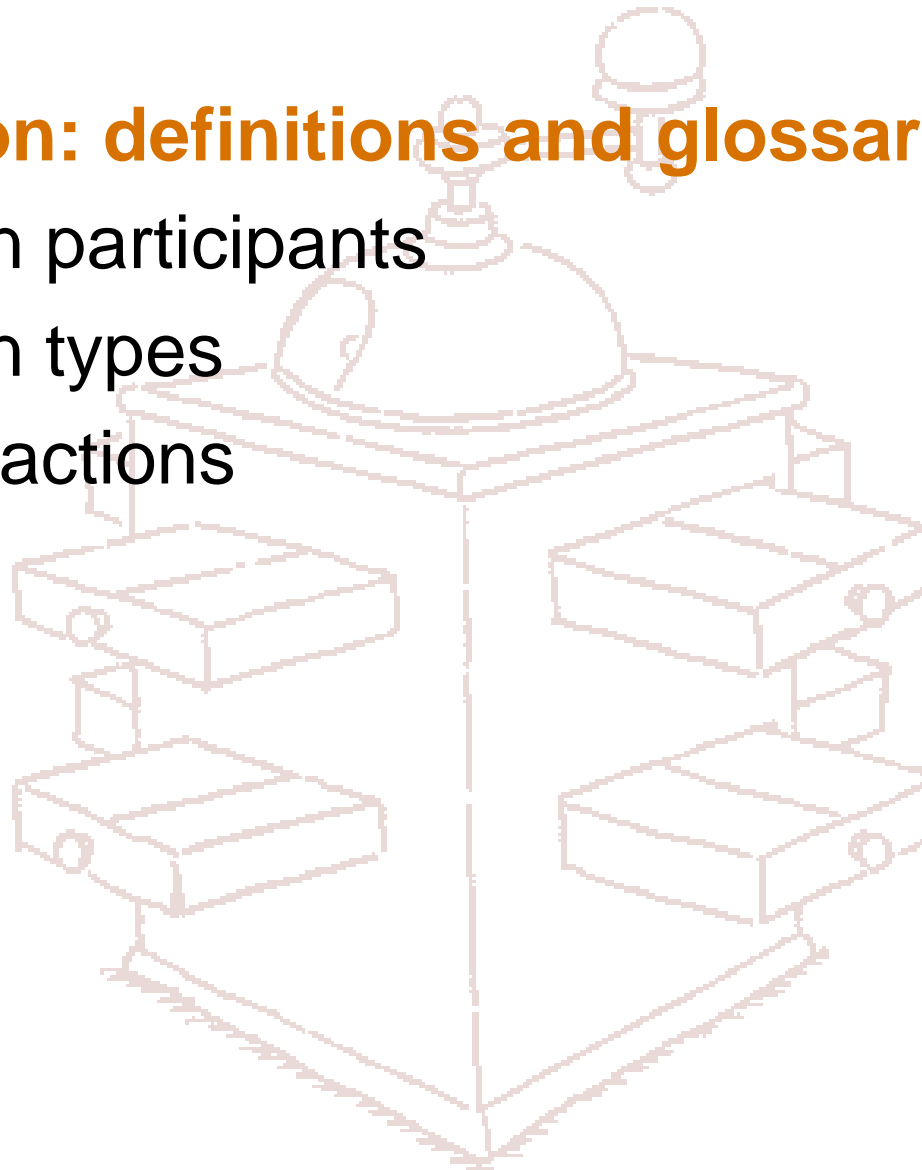 on: definitions and glossar
n participants
n types
actions